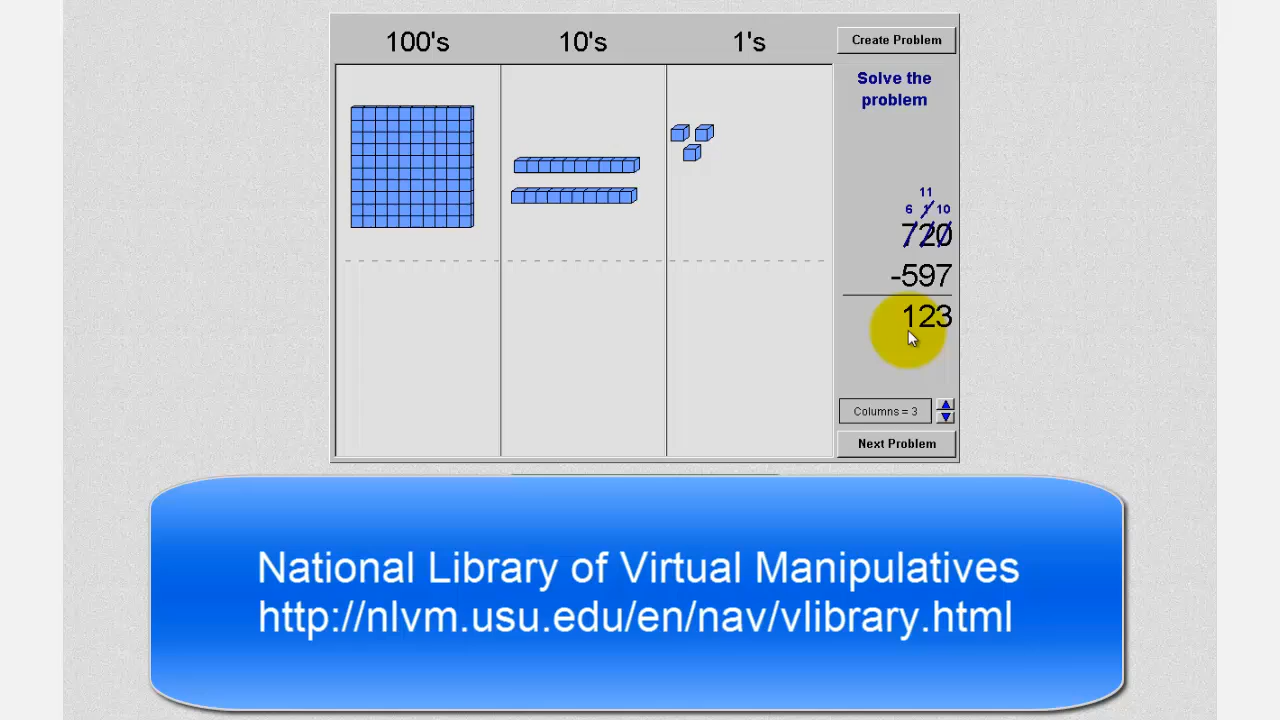 100's 10's 1's
Create Problem
Solve the
problem
11
6 1 10
720
-597
123
Columns = 3
Next Problem
National Library of Virtual Manipulatives
http://nlvm.usu.edu/en/nav/vlibrary.html